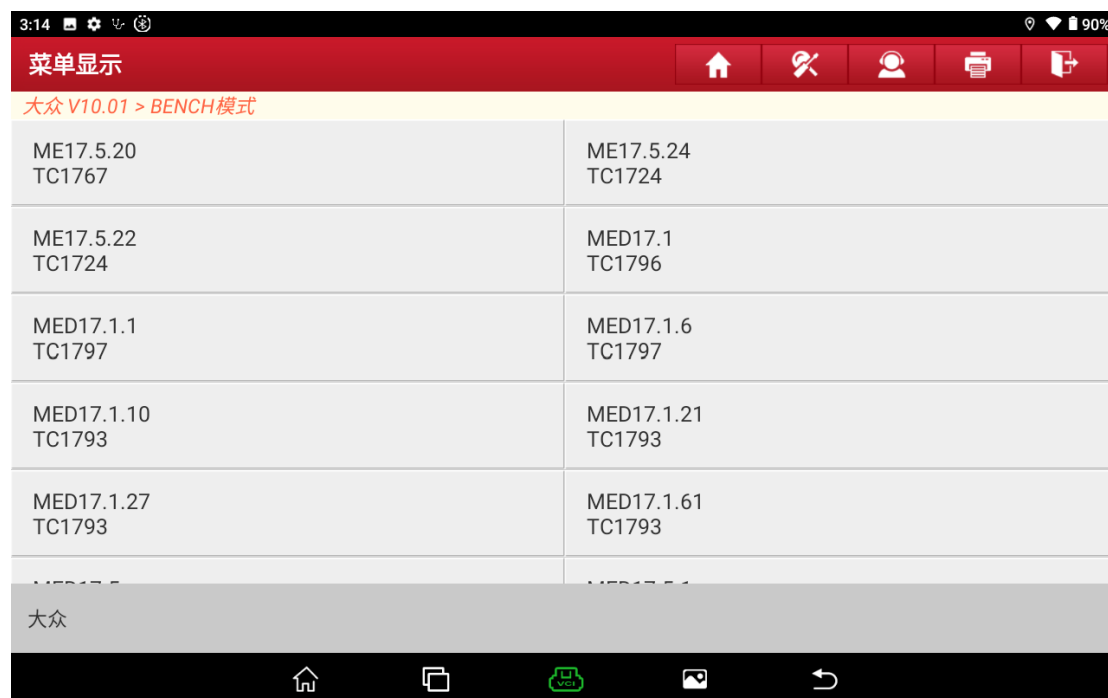 3:14
90%
菜单显示
大众 V10.01 > BENCH模式
ME17.5.20
TC1767
ME17.5.24
TC1724
ME17.5.22
TC1724
MED17.1
TC1796
MED17.1.1
TC1797
MED17.1.6
TC1797
MED17.1.10
TC1793
MED17.1.21
TC1793
MED17.1.27
TC1793
MED17.1.61
TC1793
大众
VCI